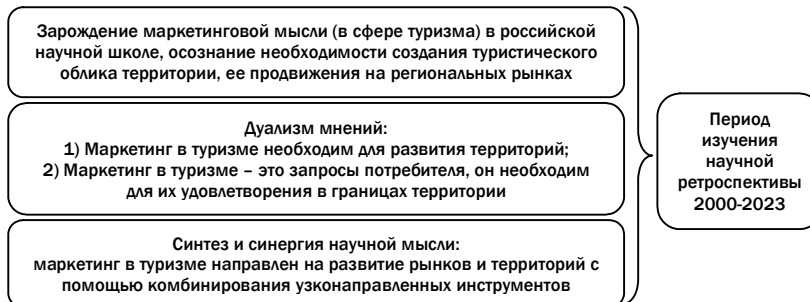 Зарождение маркетинговой мысли (в сфере туризма) в российской
научной школе, осознание необходимости создания туристического
облика территории, ее продвижения на региональных рынках
Дуализм мнений:
1) Маркетинг в туризме необходим для развития территорий;
2) Маркетинг в туризме – это запросы потребителя, он необходим
для их удовлетворения в границах территории
Синтез и синергия научной мысли:
маркетинг в туризме направлен на развитие рынков и территорий с
помощью комбинирования узконаправленных инструментов
Период
изучения
научной
ретроспективы
2000-2023